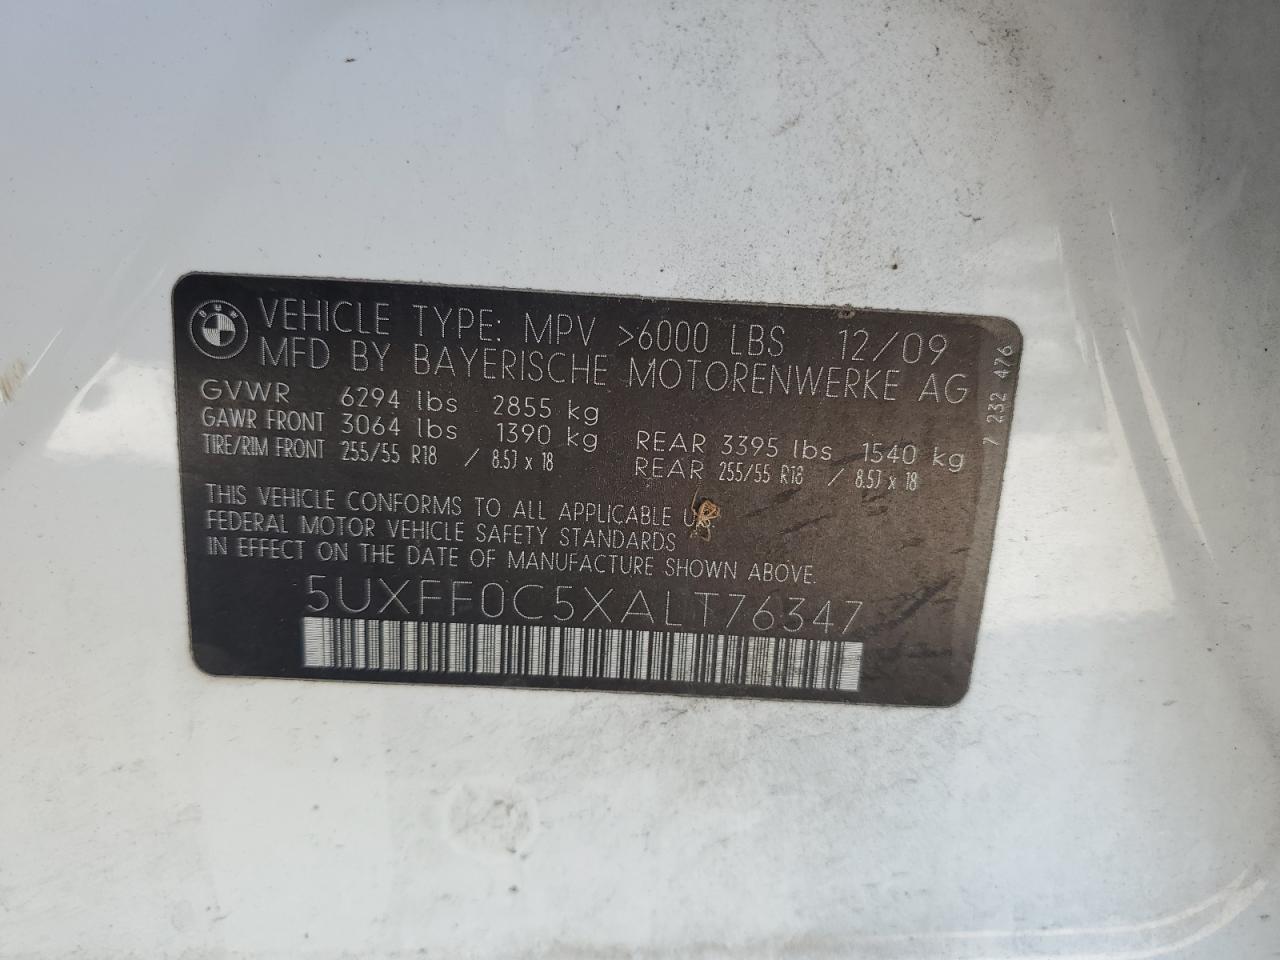 BMW
VEHICLE TYPE: MPV >6000 LBS 12/09
MFD BY BAYERISCHE MOTORENWERKE AG
GVWR 6294 lbs 2855 kg
GAWR FRONT 3064 lbs 1390 kg REAR 3395 lbs 1540 kg
TIRE/RIM FRONT 255/55 R18 / 8.5J x 18 REAR 255/55 R18 / 8.5J x 18
THIS VEHICLE CONFORMS TO ALL APPLICABLE
FEDERAL MOTOR VEHICLE SAFETY STANDARDS
IN EFFECT ON THE DATE OF MANUFACTURE SHOWN ABOVE.
5UXFF0C5XALT76347
7 232 476